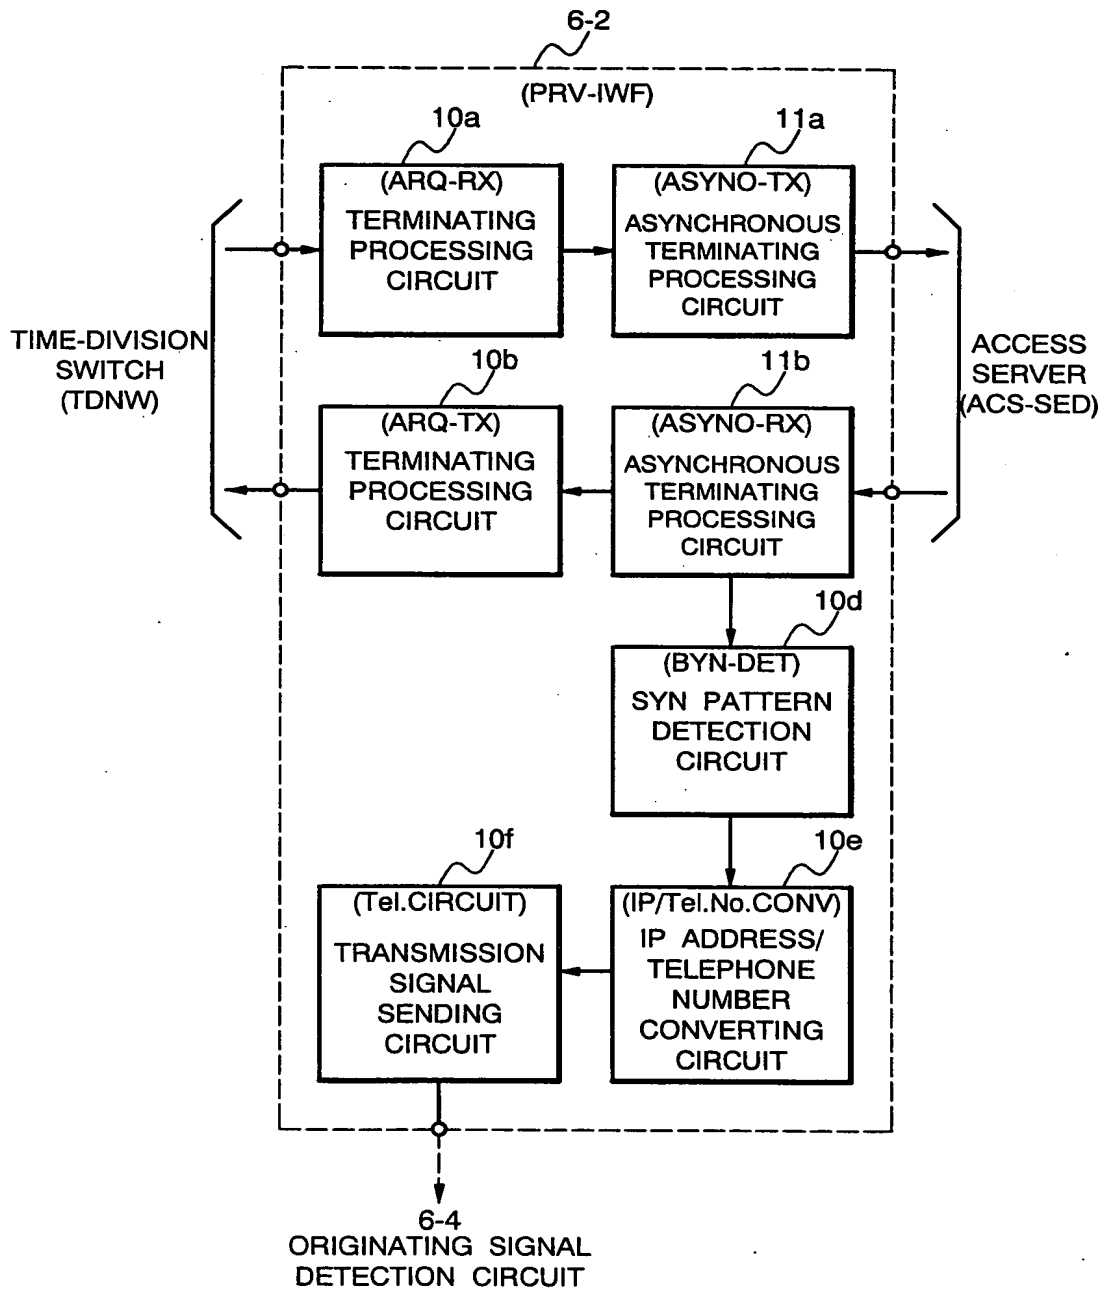 6-2
(PRV-IWF)
10a
11a
(ARQ-RX)
TERMINATING
PROCESSING
CIRCUIT
(ASYNO-TX)
ASYNCHRONOUS
TERMINATING
PROCESSING
CIRCUIT
TIME-DIVISION
SWITCH
(TDNW)
ACCESS
SERVER
(ACS-SED)
10b
11b
(ARQ-TX)
TERMINATING
PROCESSING
CIRCUIT
(ASYNO-RX)
ASYNCHRONOUS
TERMINATING
PROCESSING
CIRCUIT
10d
(BYN-DET)
SYN PATTERN
DETECTION
CIRCUIT
10f
10e
(Tel.CIRCUIT)
TRANSMISSION
SIGNAL
SENDING
CIRCUIT
(IP/Tel.No.CONV)
IP ADDRESS/
TELEPHONE
NUMBER
CONVERTING
CIRCUIT
6-4
ORIGINATING SIGNAL
DETECTION CIRCUIT